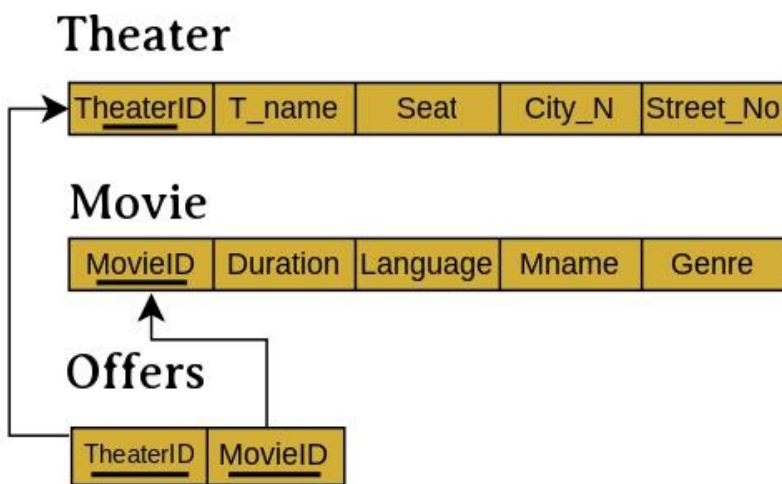 Theater
TheaterID T_name Seat City_N Street_No
Movie
MovieID Duration Language Mname Genre
Offers
TheaterID MovieID